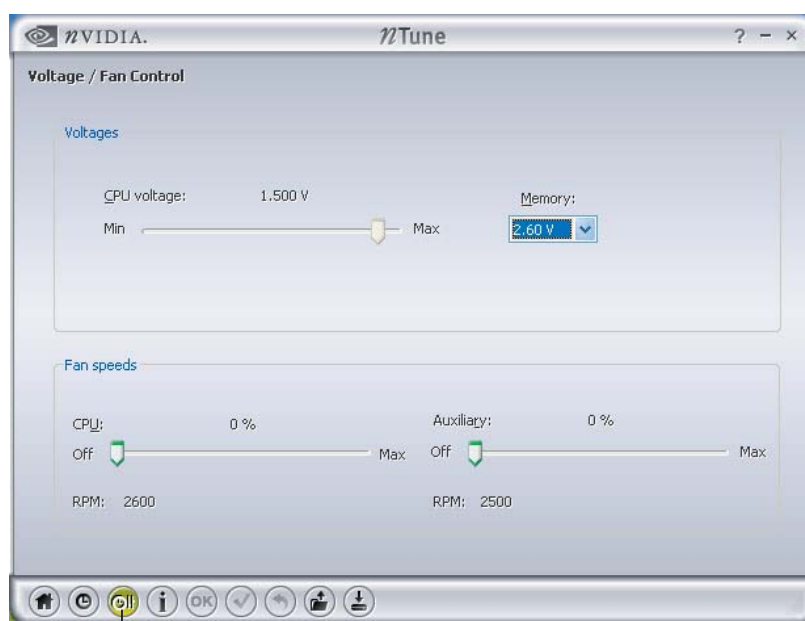 NVIDIA. nTune ? - ×
Voltage / Fan Control
Voltages
CPU voltage: 1.500 V Memory:
Min Max 2.60 V
Fan speeds
CPU: 0 % Auxiliary: 0 %
Off Max Off Max
RPM: 2600 RPM: 2500
i OK